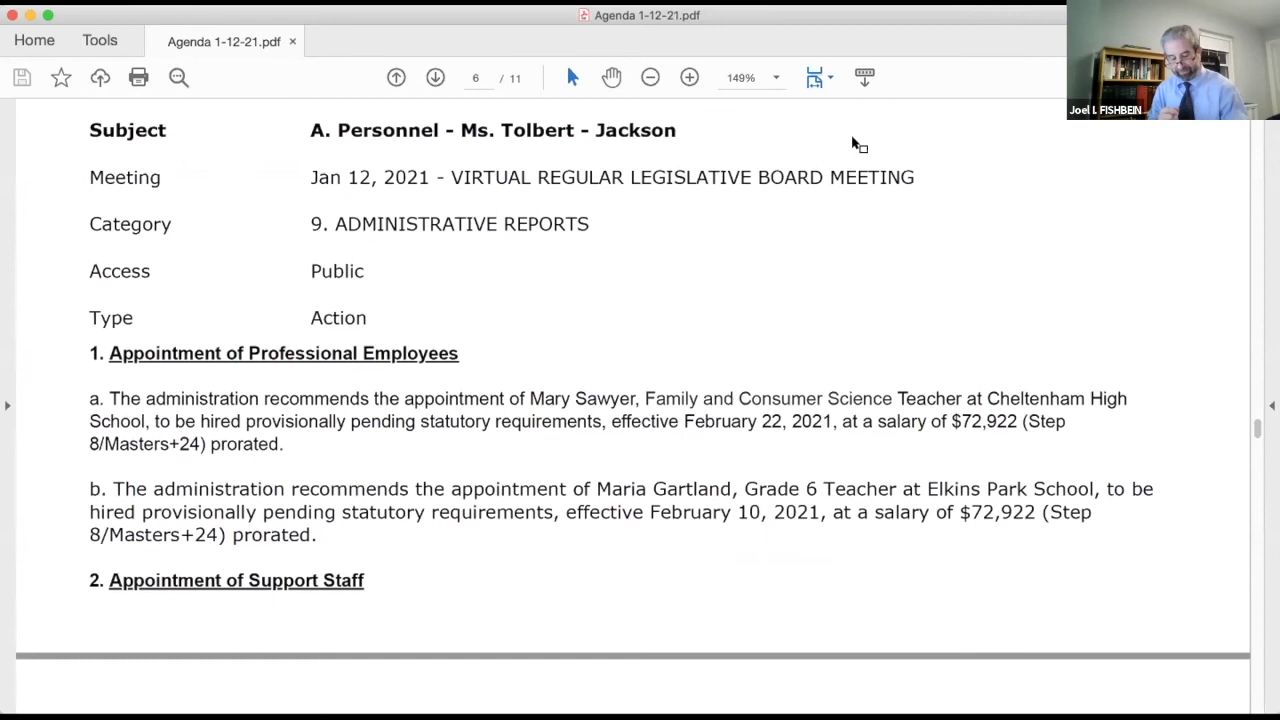 Agenda 1-12-21.pdf
Home
Tools
Agenda 1-12-21.pdf ×
6 / 11
149%
Joel I. FISHBEIN
Subject A. Personnel - Ms. Tolbert - Jackson
Meeting Jan 12, 2021 - VIRTUAL REGULAR LEGISLATIVE BOARD MEETING
Category 9. ADMINISTRATIVE REPORTS
Access Public
Type Action
1. Appointment of Professional Employees
a. The administration recommends the appointment of Mary Sawyer, Family and Consumer Science Teacher at Cheltenham High
School, to be hired provisionally pending statutory requirements, effective February 22, 2021, at a salary of $72,922 (Step
8/Masters+24) prorated.
b. The administration recommends the appointment of Maria Gartland, Grade 6 Teacher at Elkins Park School, to be
hired provisionally pending statutory requirements, effective February 10, 2021, at a salary of $72,922 (Step
8/Masters+24) prorated.
2. Appointment of Support Staff